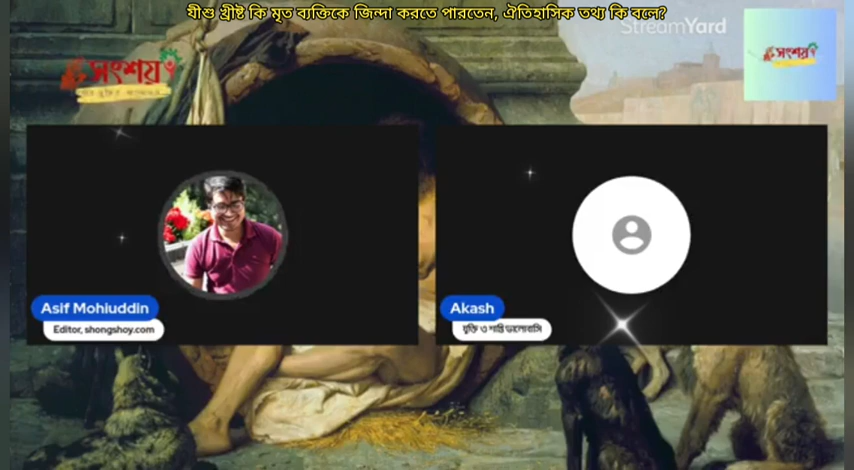 যীশু খ্রীষ্ট কি মৃত ব্যক্তিকে জিন্দা করতে পারতেন, ঐতিহাসিক তথ্য কি বলে?
StreamYard
সংশয়
Asif Mohiuddin
Editor, shongshoy.com
Akash
যুক্তি ও শান্তি ভালোবাসি